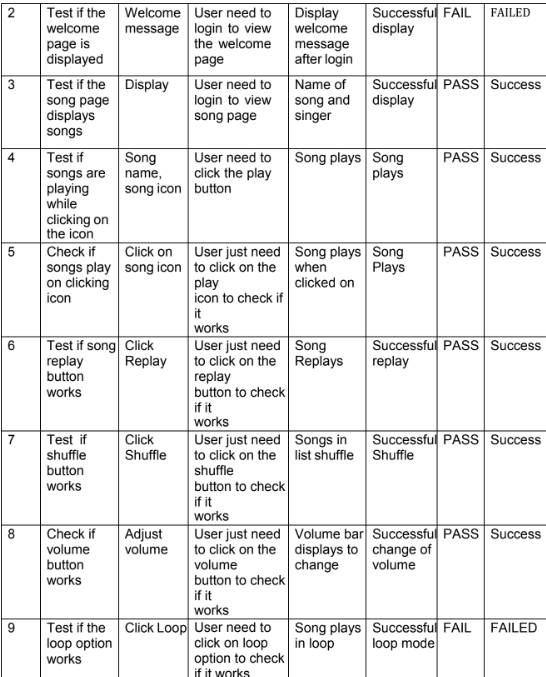 2
Test if the
welcome
page is
displayed
Welcome
message
User need to
login to view
the welcome
page
Display
welcome
message
after login
Successful
display
FAIL
FAILED
3
Test if the
song page
displays
songs
Display
User need to
login to view
song page
Name of
song and
singer
Successful
display
PASS
Success
4
Test if
songs are
playing
while
clicking on
the icon
Song
name,
song icon
User need to
click the play
button
Song plays
Song
plays
PASS
Success
5
Check if
songs play
on clicking
icon
Click on
song icon
User just need
to click on the
play
icon to check if
it
works
Song plays
when
clicked on
Song
Plays
PASS
Success
6
Test if song
replay
button
works
Click
Replay
User just need
to click on the
replay
button to check
if it
works
Song
Replays
Successful
replay
PASS
Success
7
Test if
shuffle
button
works
Click
Shuffle
User just need
to click on the
shuffle
button to check
if it
works
Songs in
list shuffle
Successful
Shuffle
PASS
Success
8
Check if
volume
button
works
Adjust
volume
User just need
to click on the
volume
button to check
if it
works
Volume bar
displays to
change
Successful
change of
volume
PASS
Success
9
Test if the
loop option
works
Click Loop
User need to
click on loop
option to check
if it works
Song plays
in loop
Successful
loop mode
FAIL
FAILED